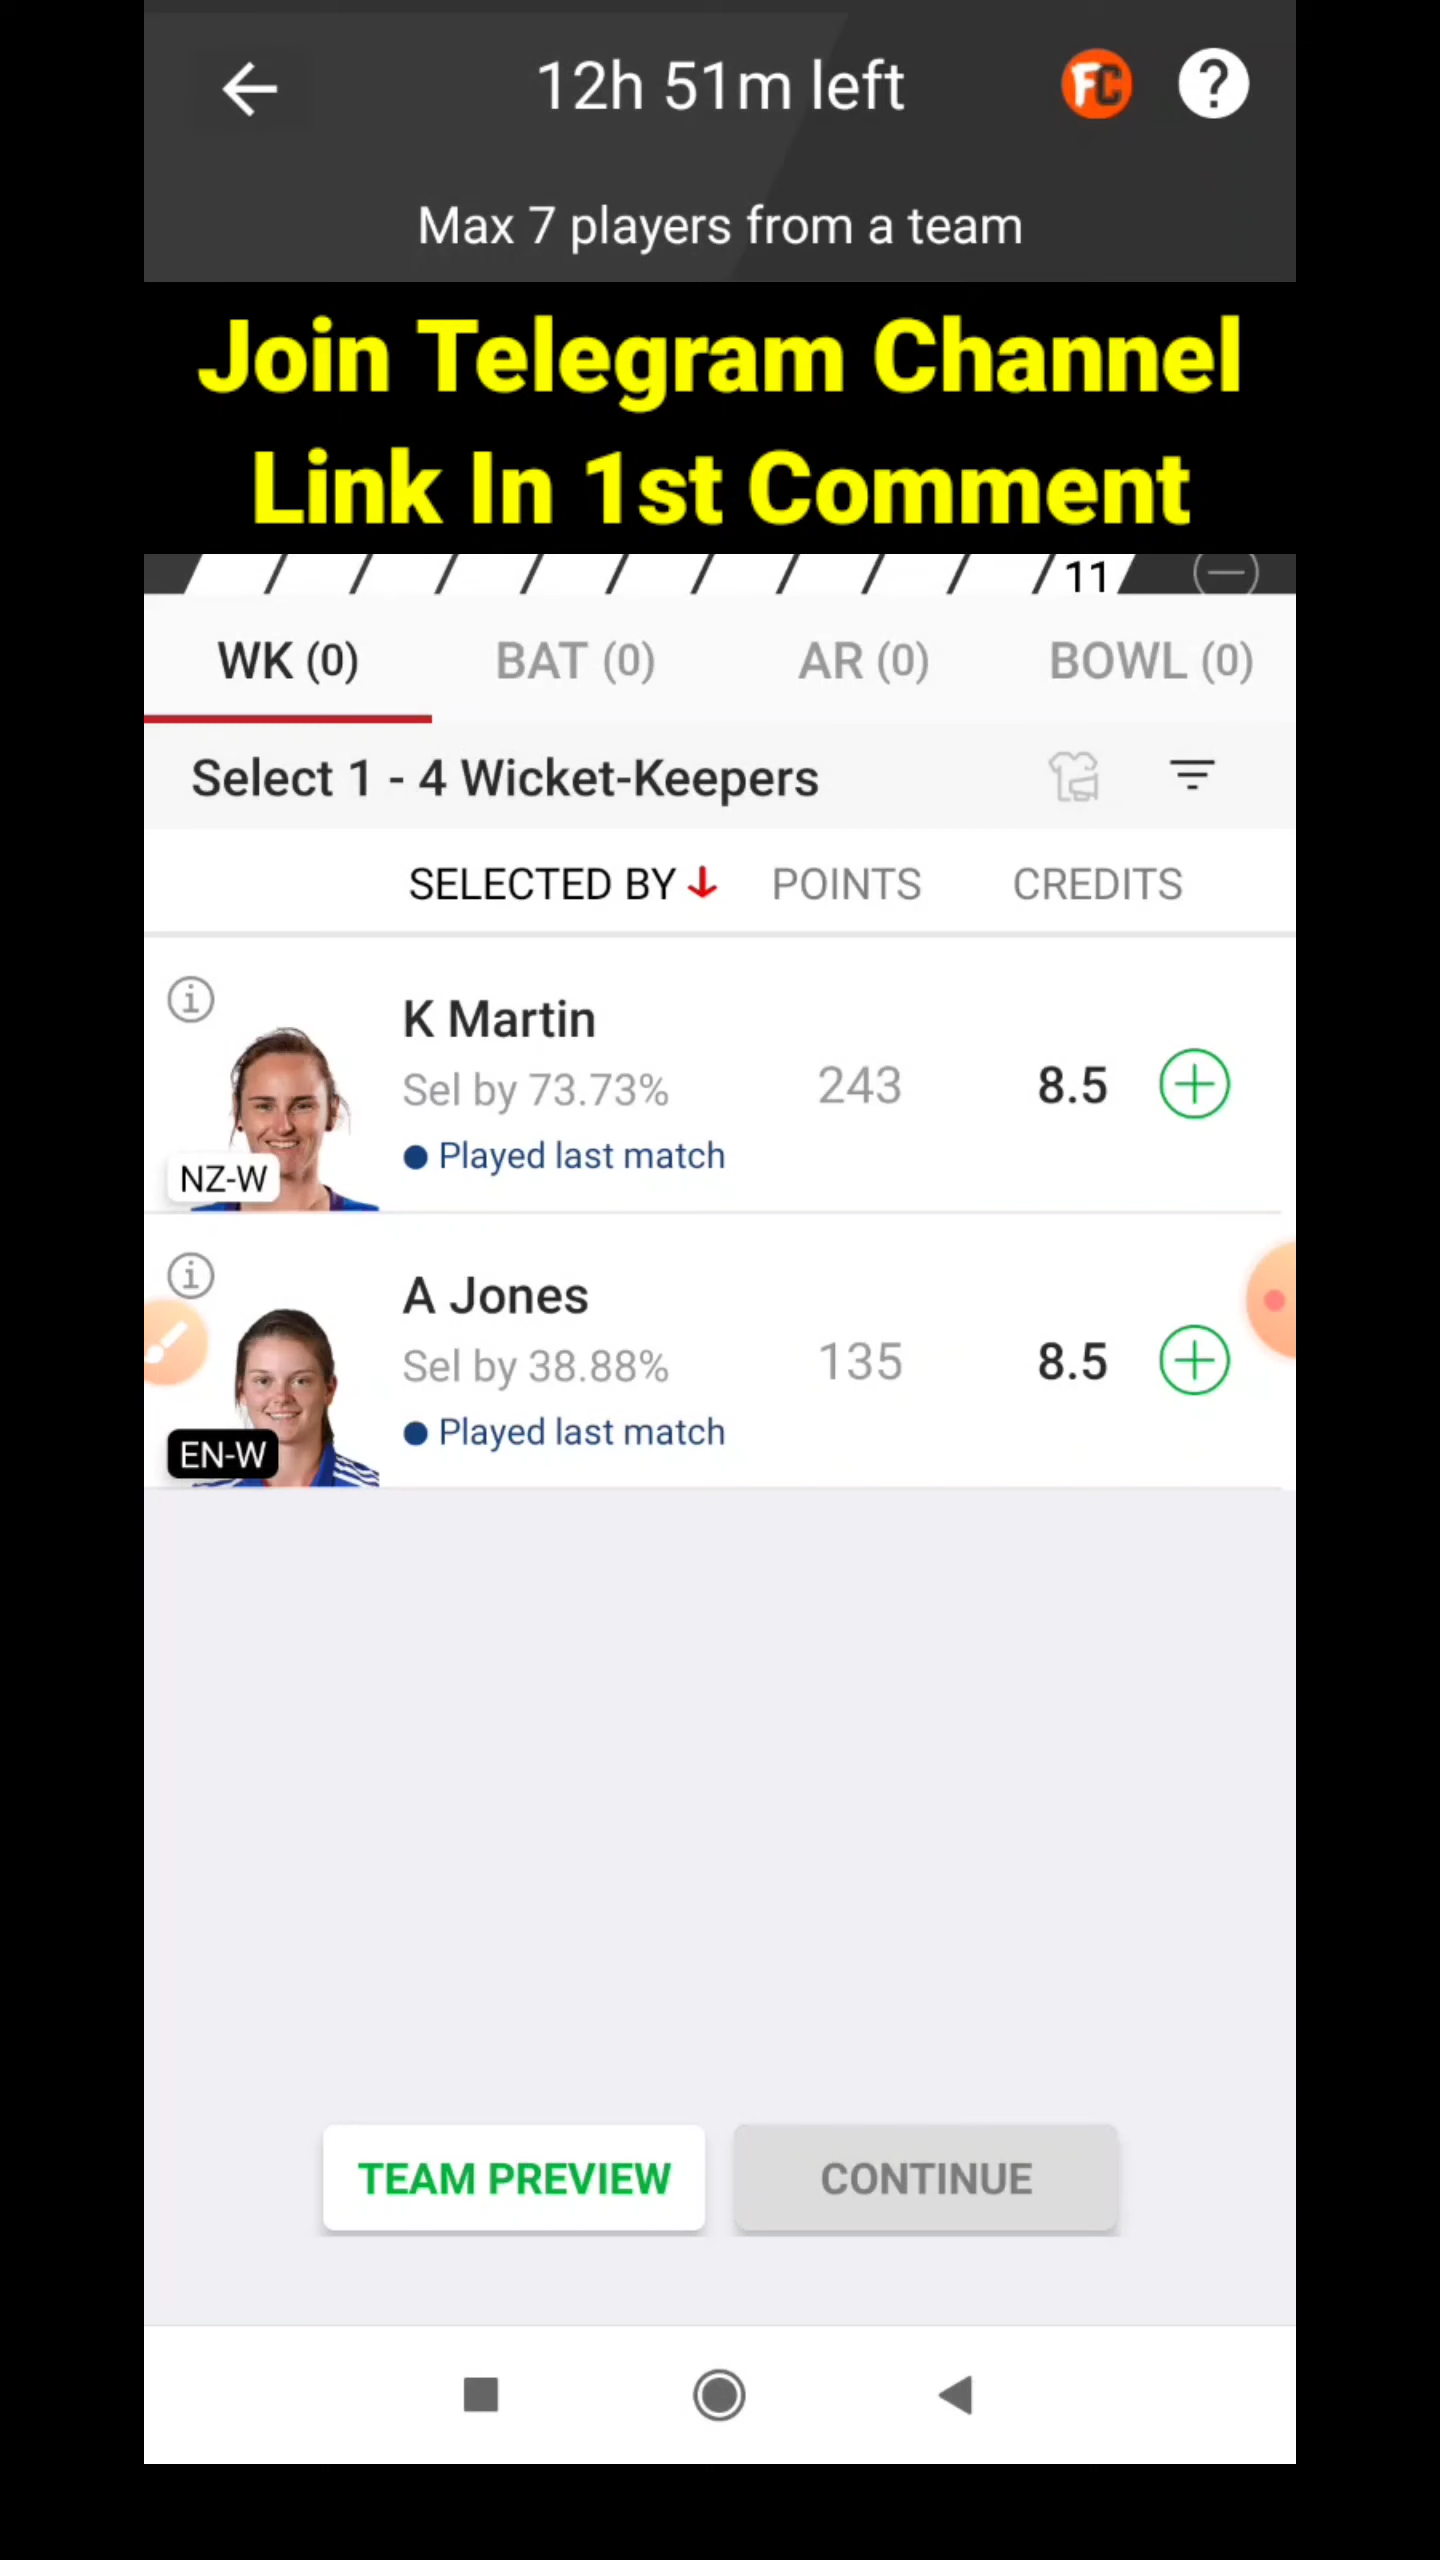 12h 51m left
FC
?
Max 7 players from a team
Join Telegram Channel
Link In 1st Comment
11
WK (0)
BAT (0)
AR (0)
BOWL (0)
Select 1 - 4 Wicket-Keepers
SELECTED BY
POINTS
CREDITS
K Martin
Sel by 73.73%
243
8.5
Played last match
NZ-W
A Jones
Sel by 38.88%
135
8.5
Played last match
EN-W
TEAM PREVIEW
CONTINUE